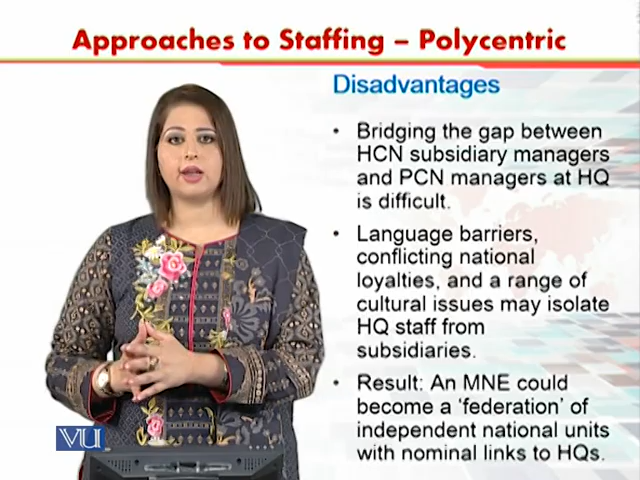 Approaches to Staffing – Polycentric
Disadvantages
• Bridging the gap between
HCN subsidiary managers
and PCN managers at HQ
is difficult.
• Language barriers,
conflicting national
loyalties, and a range of
cultural issues may isolate
HQ staff from
subsidiaries.
• Result: An MNE could
become a ‘federation’ of
independent national units
with nominal links to HQs.
VU